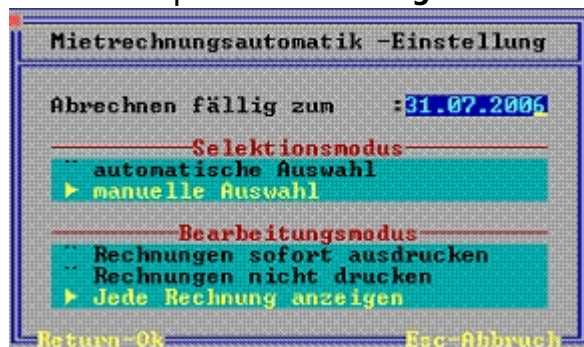 Mietrechnungsautomatik -Einstellung
Abrechnen fällig zum :31.07.2006
Selektionsmodus
¨ automatische Auswahl
► manuelle Auswahl
Bearbeitungsmodus
¨ Rechnungen sofort ausdrucken
¨ Rechnungen nicht drucken
► Jede Rechnung anzeigen
Return-Ok Esc-Abbruch